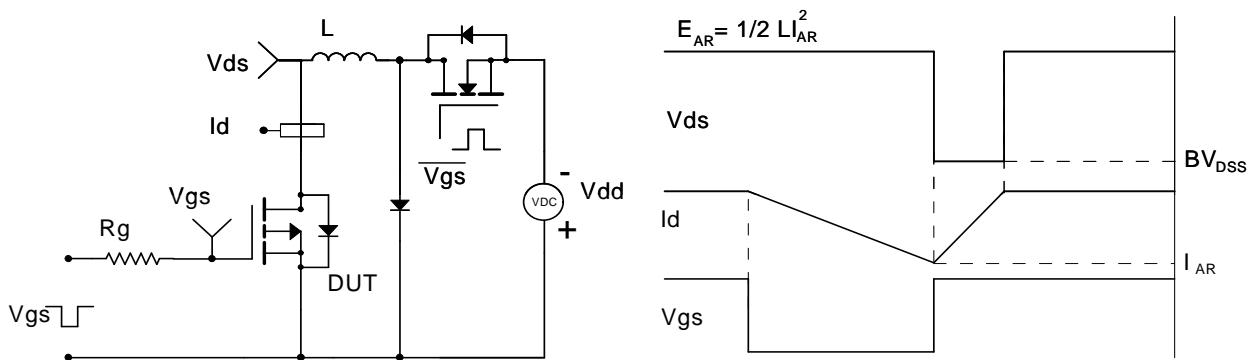 L
Vds
Id
Vgs
Vgs
Rg
DUT
Vgs
VDC
-
+
Vdd
E_AR = 1/2 LI_AR^2
Vds
BV_DSS
Id
I_AR
Vgs